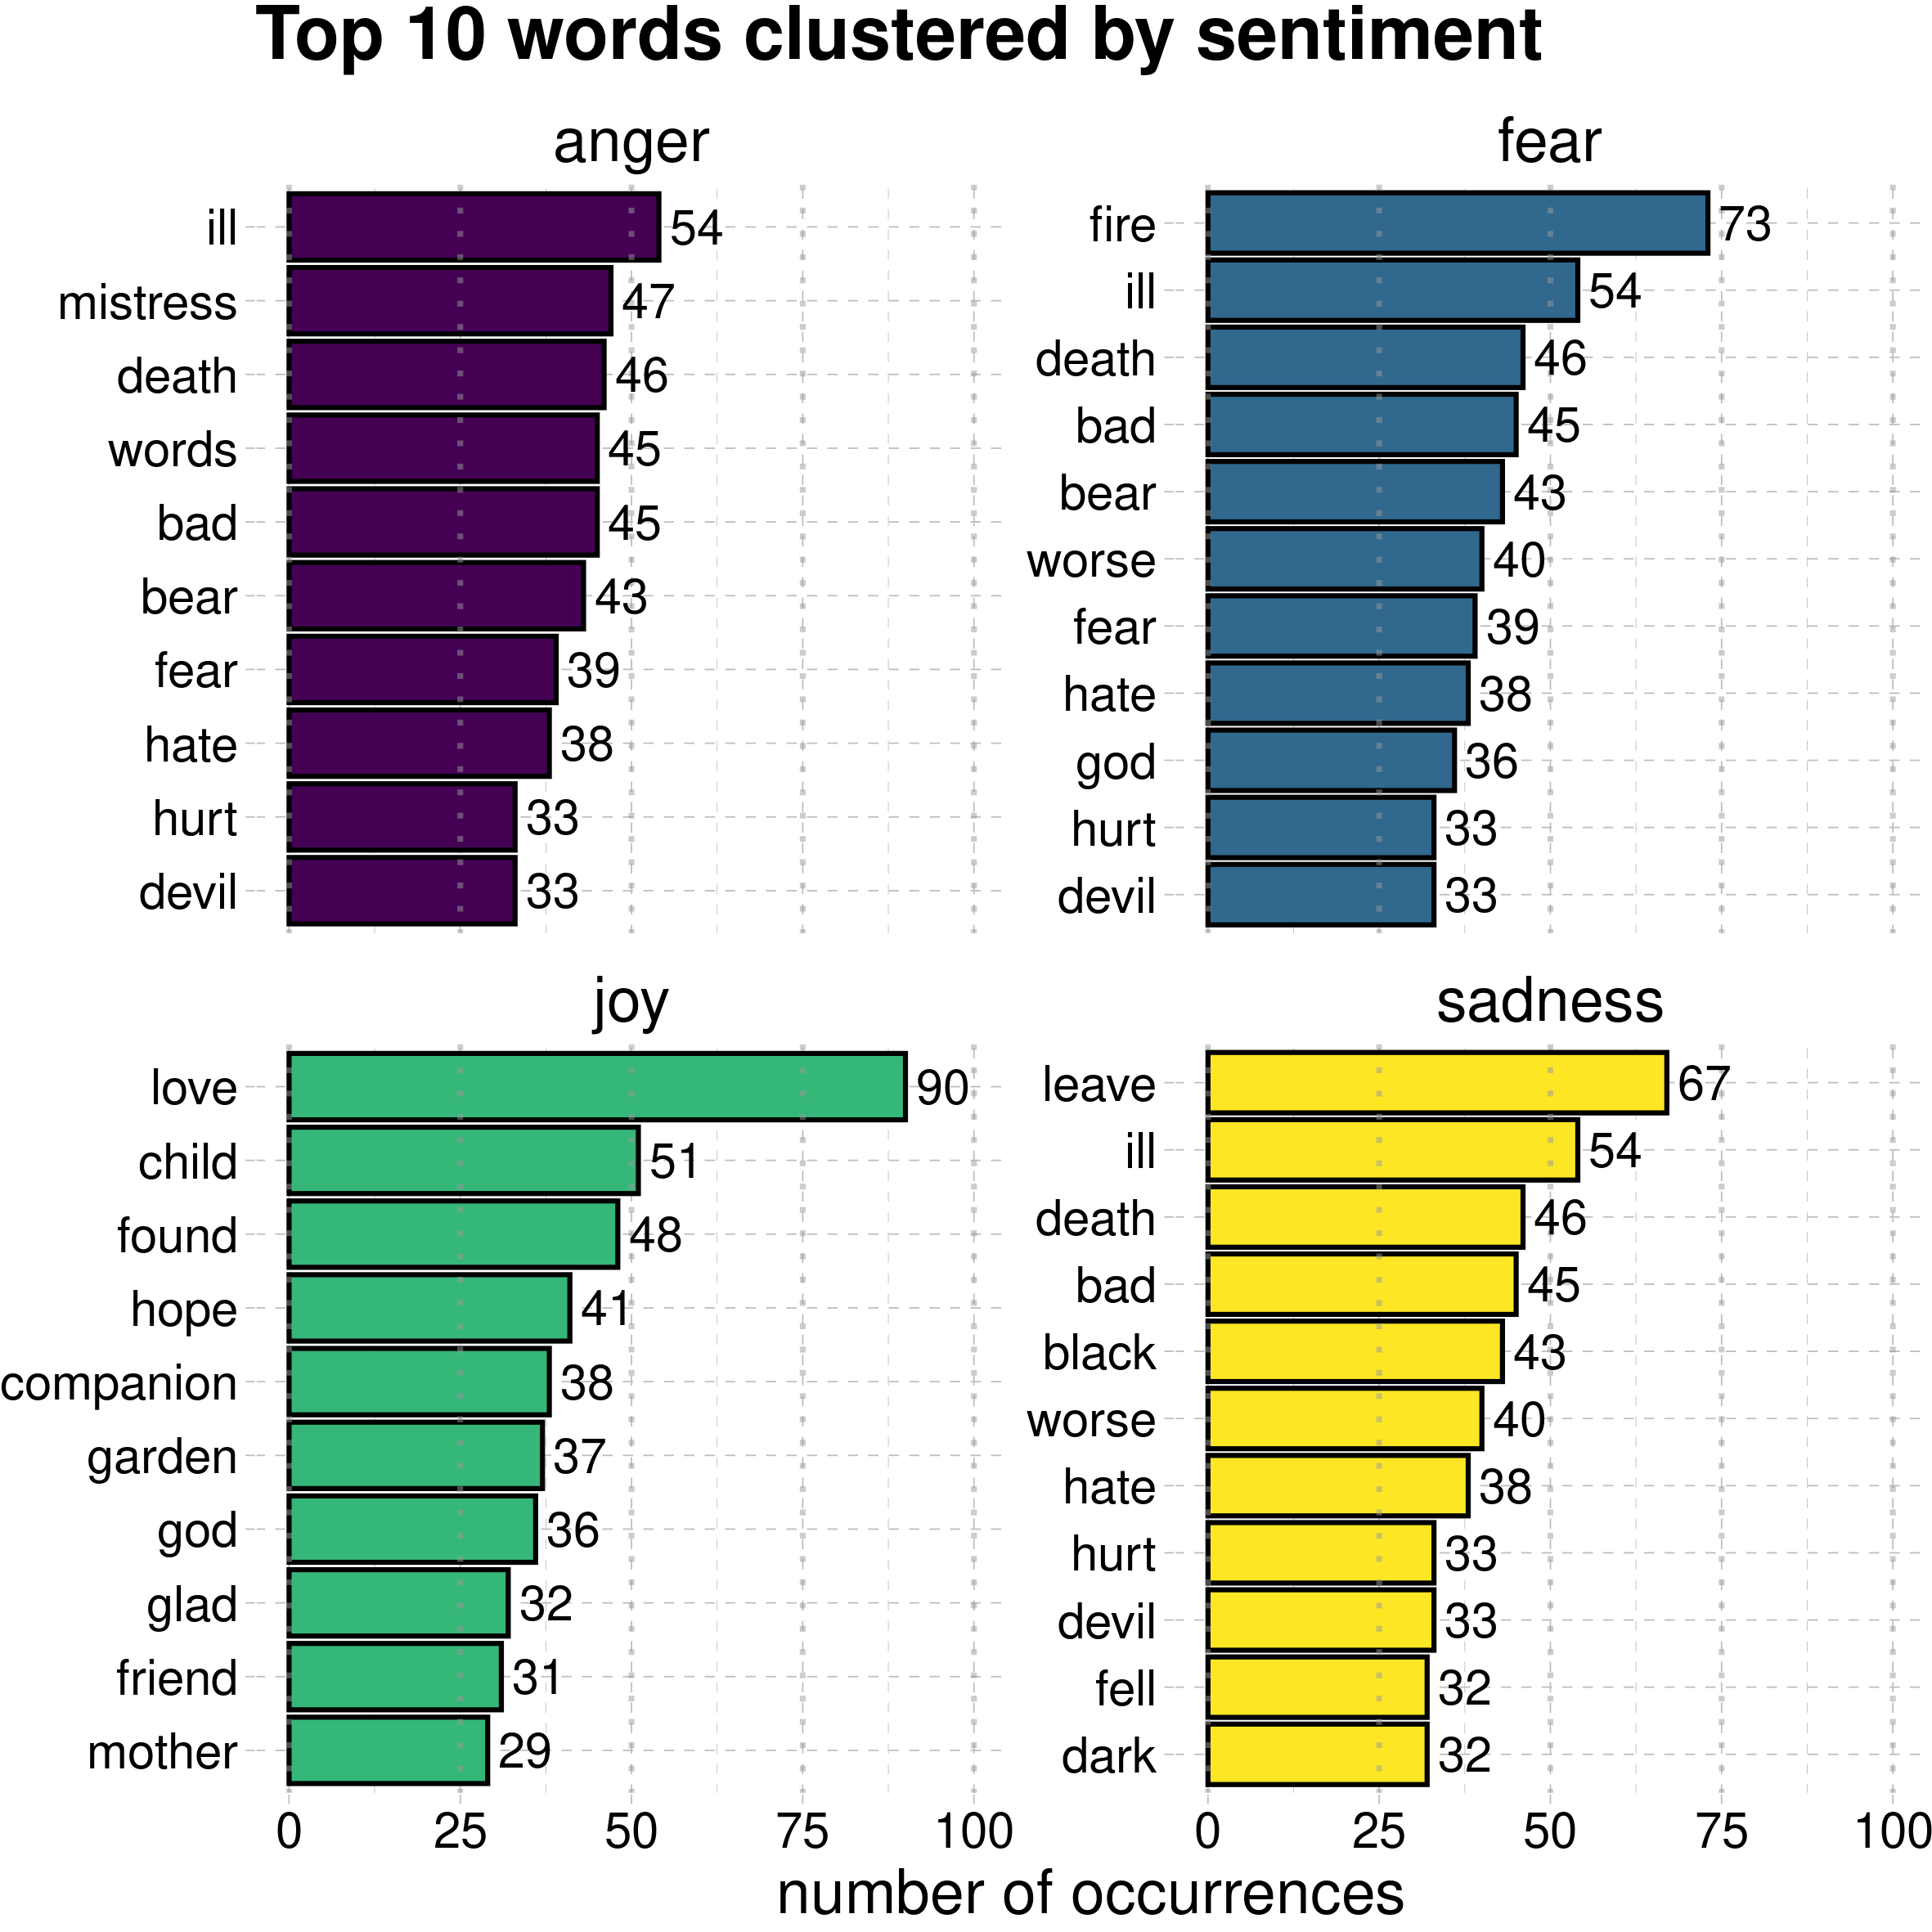 Top 10 words clustered by sentiment
anger
ill 54
mistress 47
death 46
words 45
bad 45
bear 43
fear 39
hate 38
hurt 33
devil 33
fear
fire 73
ill 54
death 46
bad 45
bear 43
worse 40
fear 39
hate 38
god 36
hurt 33
devil 33
joy
love 90
child 51
found 48
hope 41
companion 38
garden 37
god 36
glad 32
friend 31
mother 29
0 25 50 75 100
sadness
leave 67
ill 54
death 46
bad 45
black 43
worse 40
hate 38
hurt 33
devil 33
fell 32
dark 32
0 25 50 75 100
number of occurrences